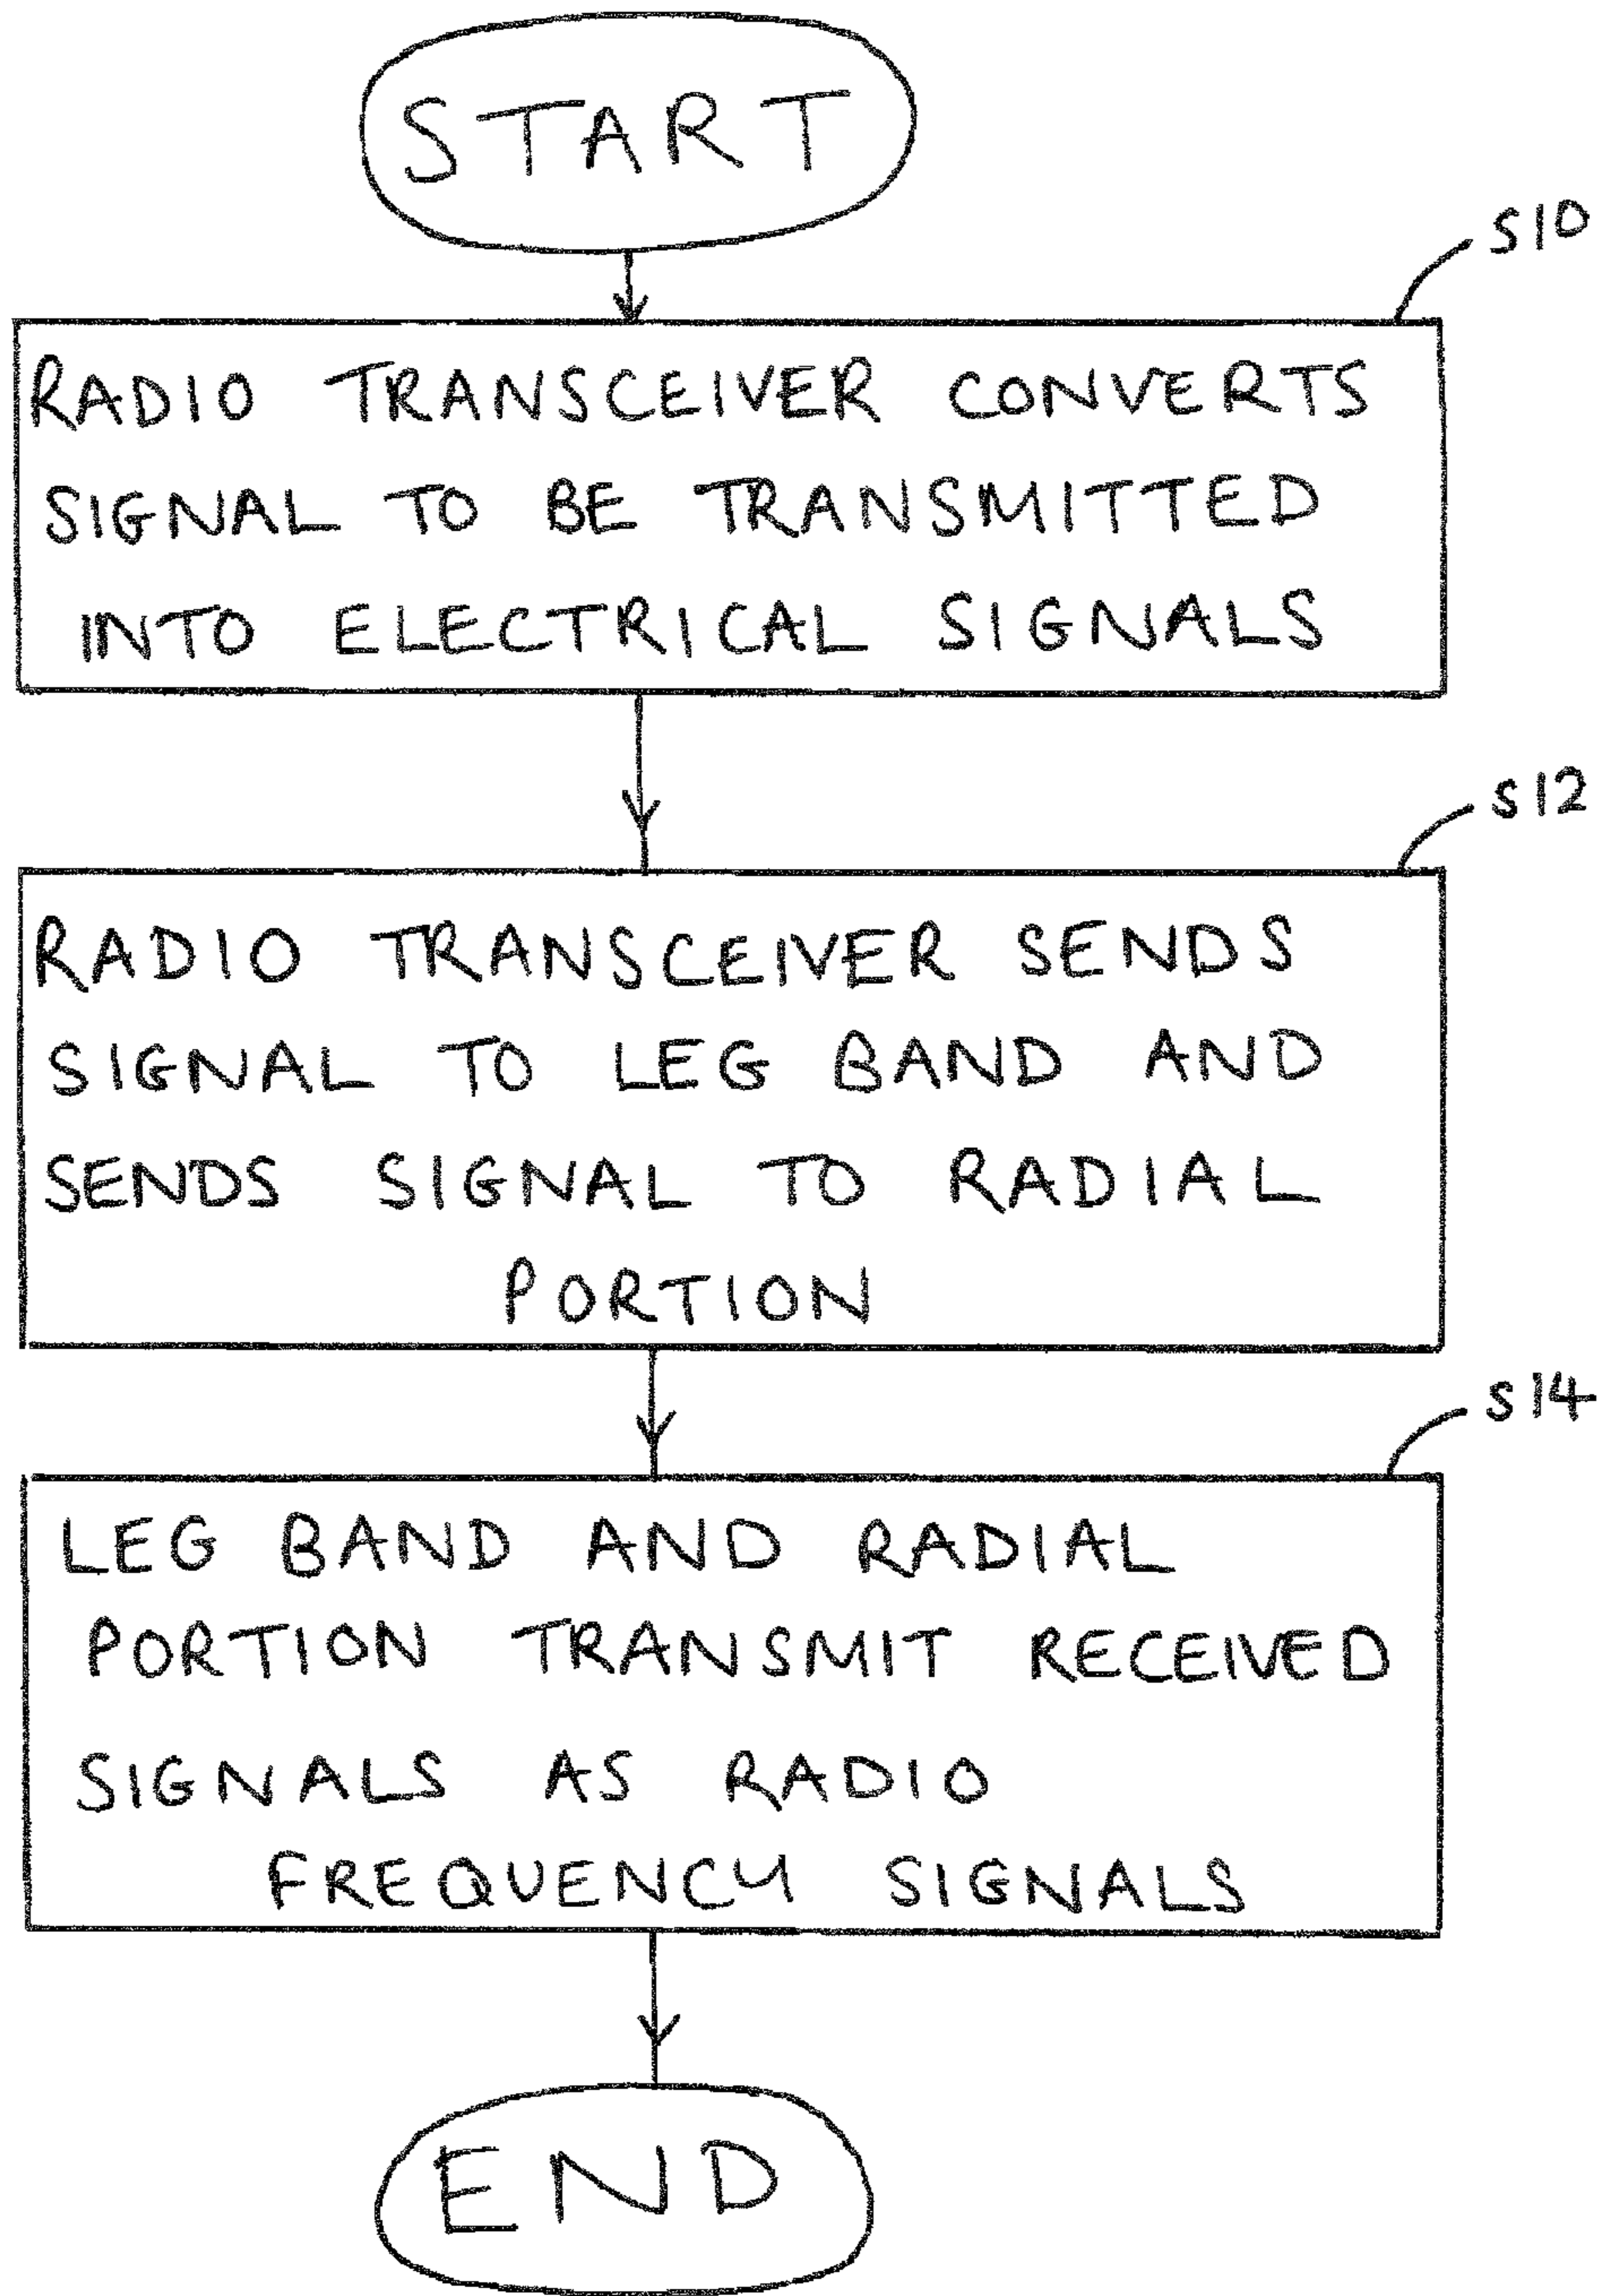 START
S10
RADIO TRANSCEIVER CONVERTS
SIGNAL TO BE TRANSMITTED
INTO ELECTRICAL SIGNALS
S12
RADIO TRANSCEIVER SENDS
SIGNAL TO LEG BAND AND
SENDS SIGNAL TO RADIAL
PORTION
S14
LEG BAND AND RADIAL
PORTION TRANSMIT RECEIVED
SIGNALS AS RADIO
FREQUENCY SIGNALS
END